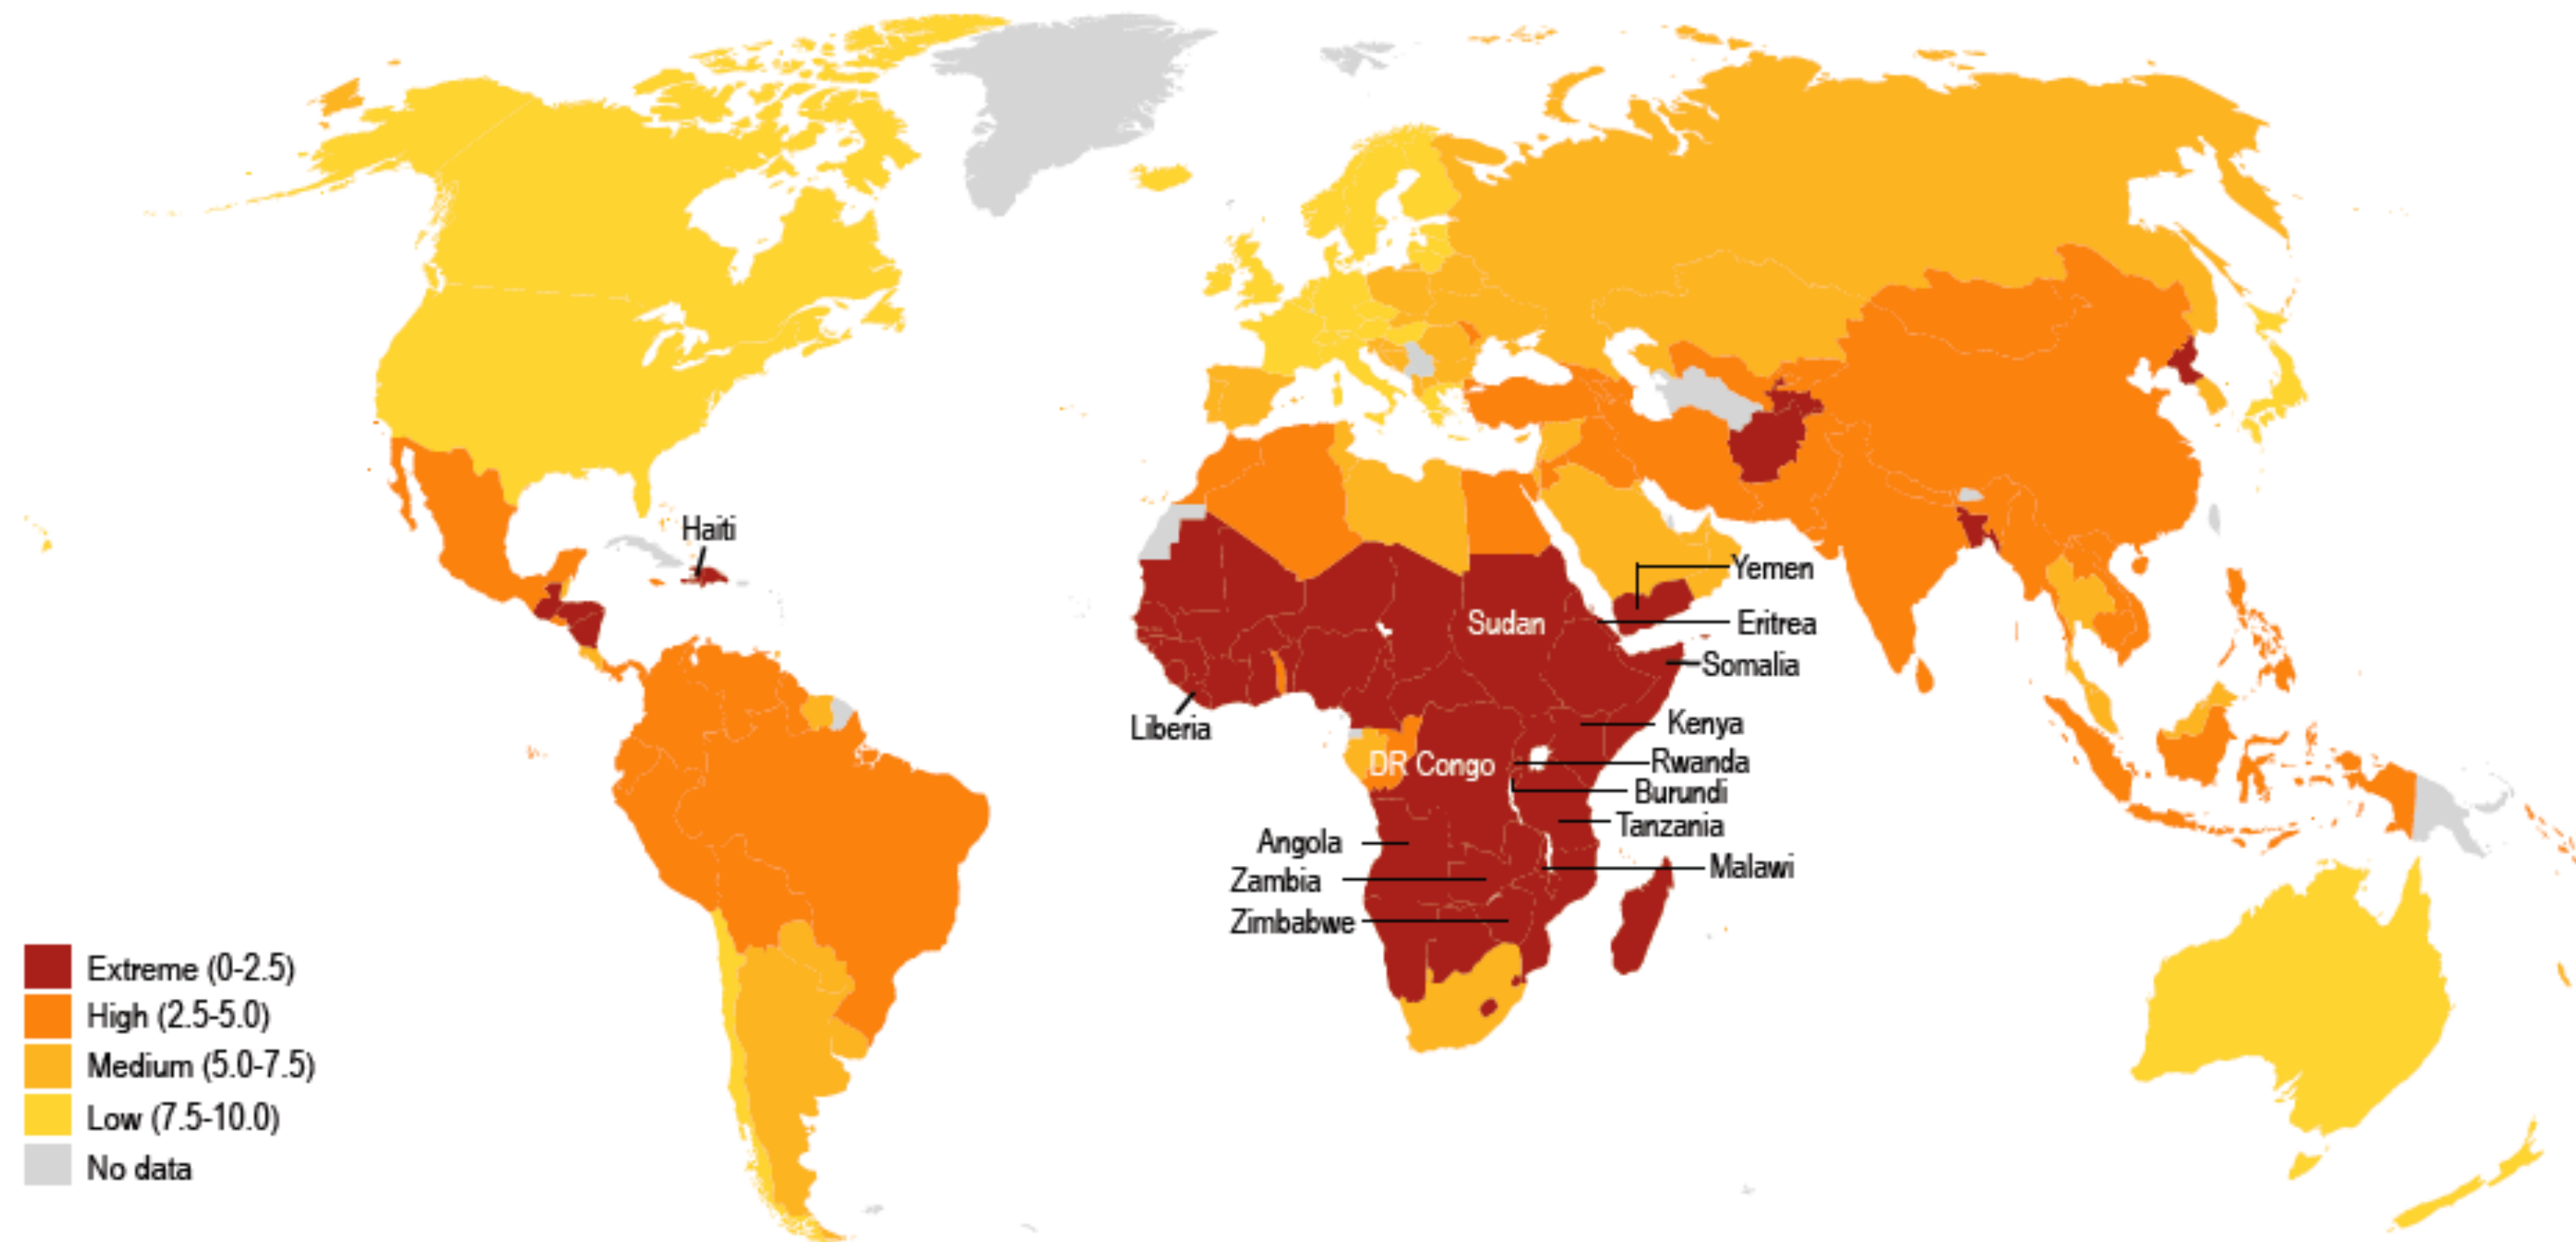 Haiti
Yemen
Sudan
Eritrea
Somalia
Liberia
Kenya
DR Congo
Rwanda
Burundi
Tanzania
Angola
Malawi
Zambia
Zimbabwe
Extreme (0-2.5)
High (2.5-5.0)
Medium (5.0-7.5)
Low (7.5-10.0)
No data